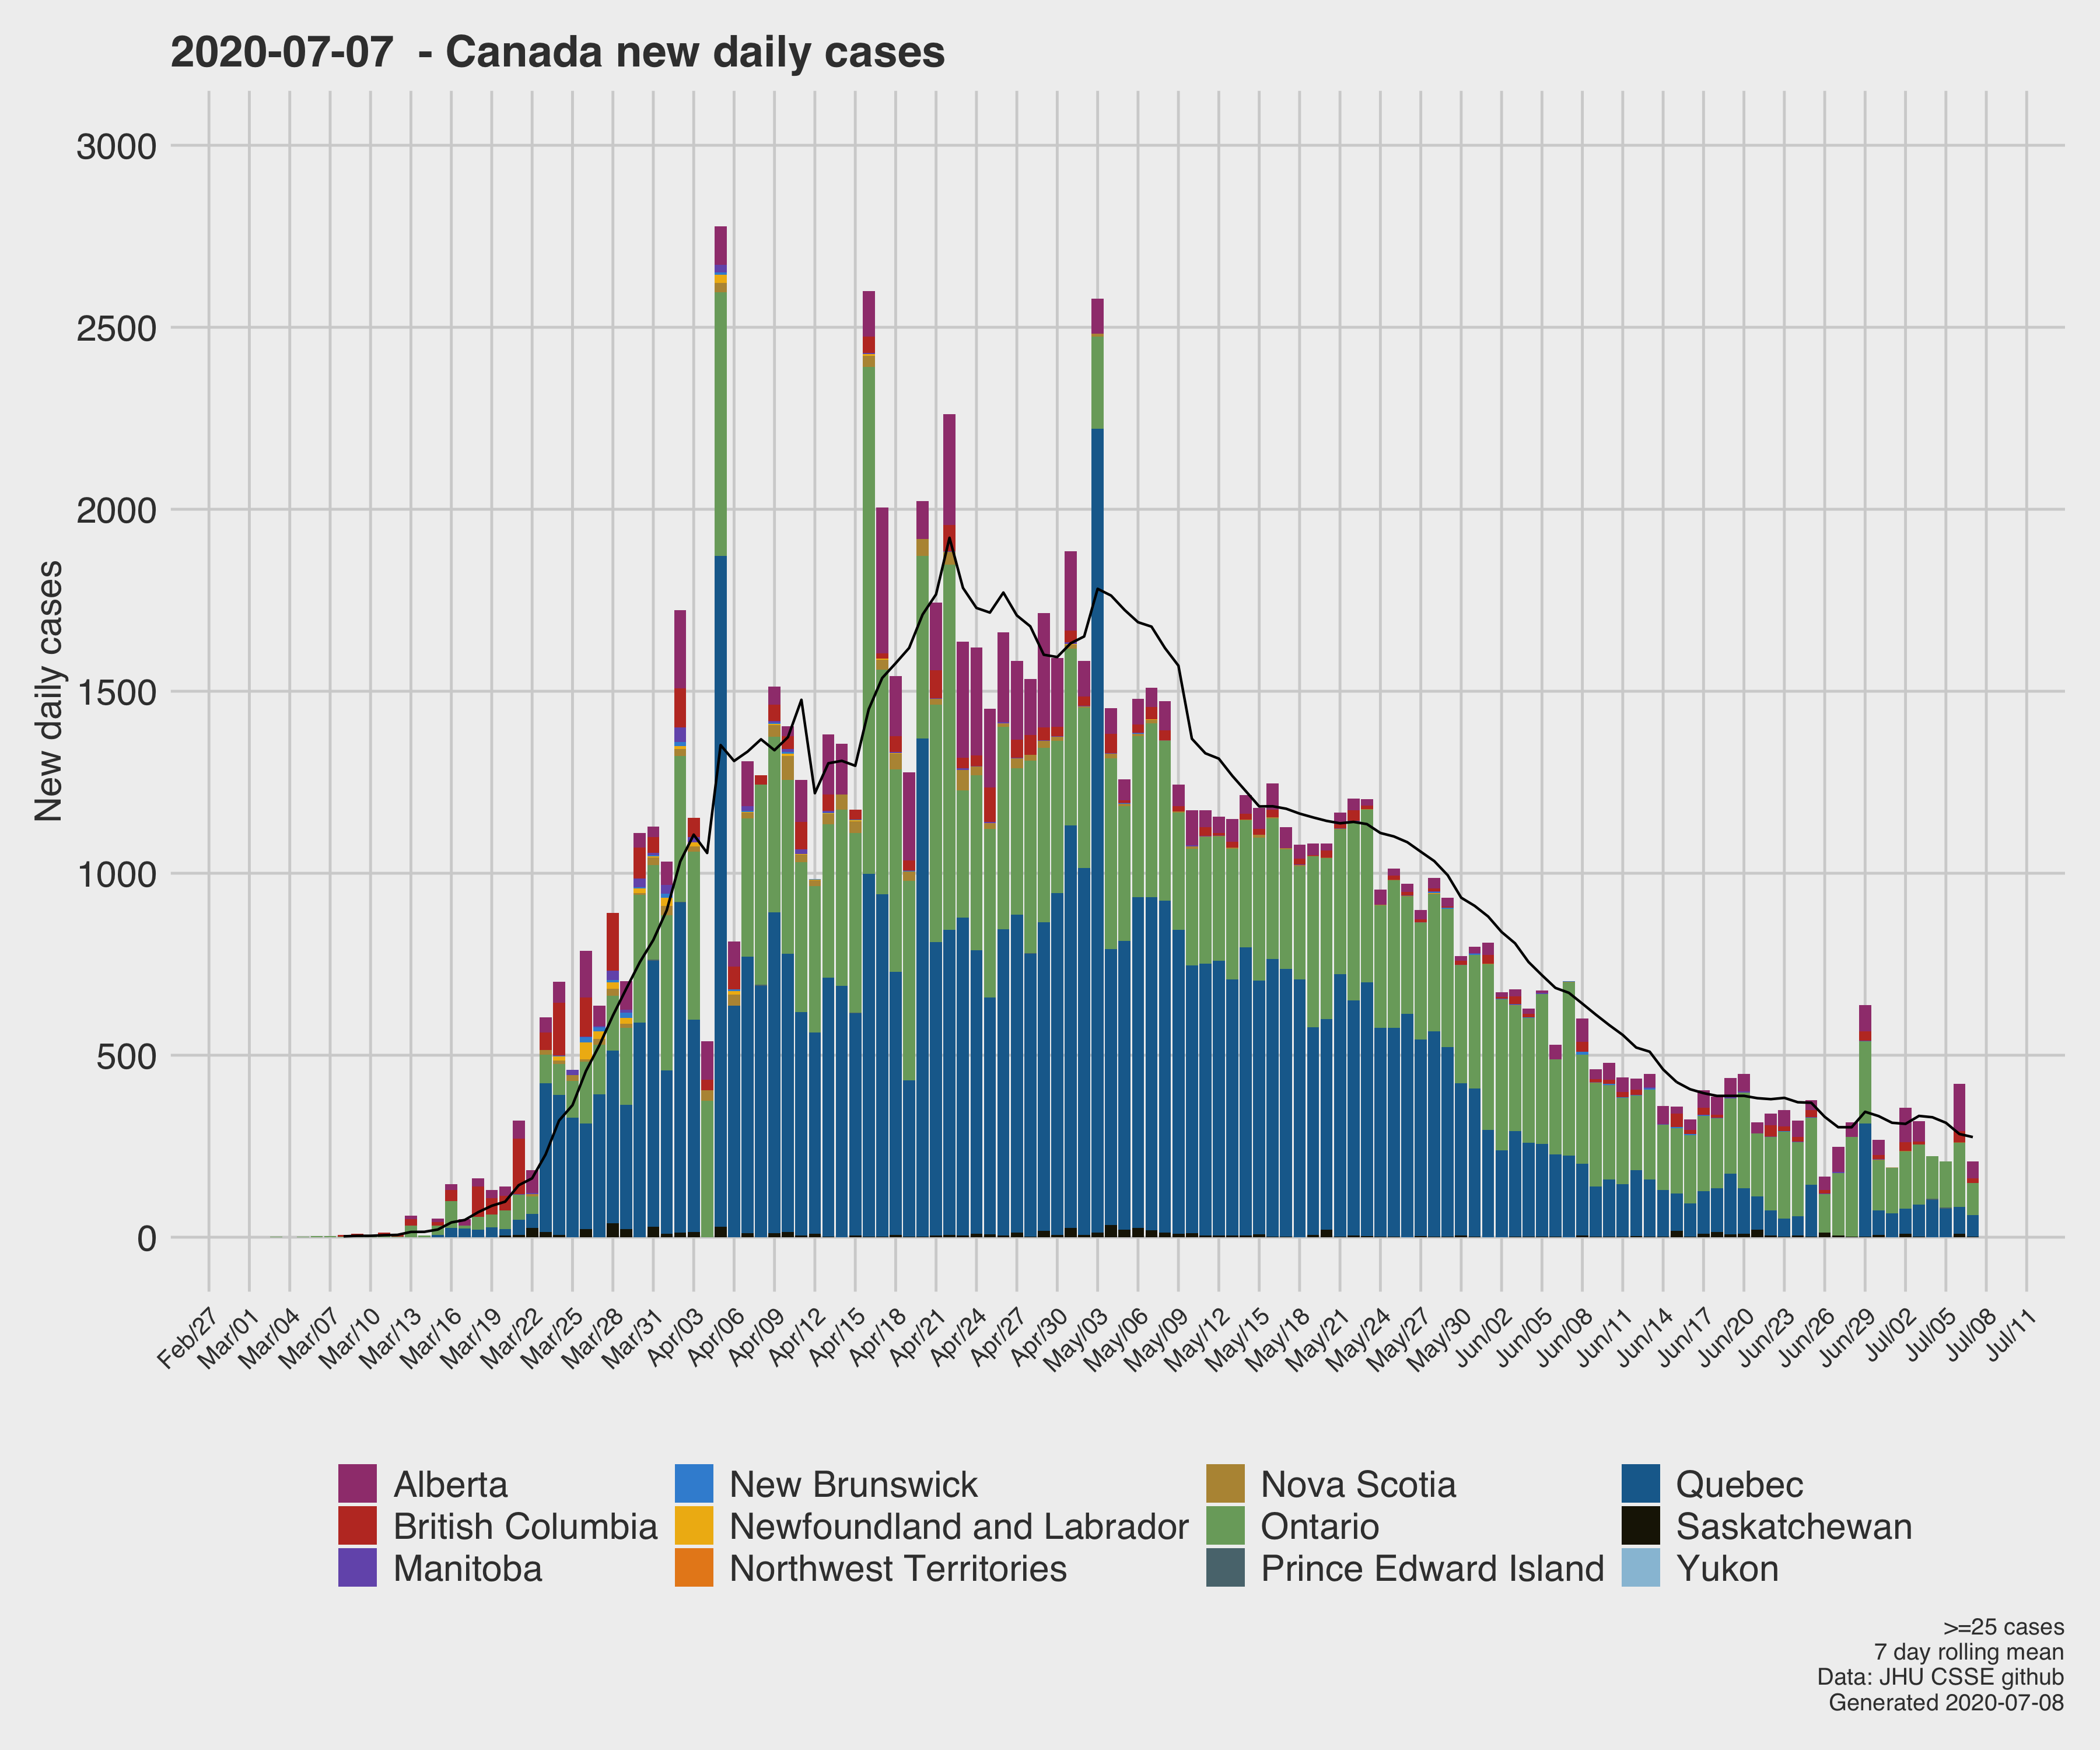 2020-07-07 - Canada new daily cases
New daily cases
3000
2500
2000
1500
1000
500
0
Feb/27 Mar/01 Mar/04 Mar/07 Mar/10 Mar/13 Mar/16 Mar/19 Mar/22 Mar/25 Mar/28 Mar/31 Apr/03 Apr/06 Apr/09 Apr/12 Apr/15 Apr/18 Apr/21 Apr/24 Apr/27 Apr/30 May/03 May/06 May/09 May/12 May/15 May/18 May/21 May/24 May/27 May/30 Jun/02 Jun/05 Jun/08 Jun/11 Jun/14 Jun/17 Jun/20 Jun/23 Jun/26 Jun/29 Jul/02 Jul/05 Jul/08 Jul/11
Alberta New Brunswick Nova Scotia Quebec
British Columbia Newfoundland and Labrador Ontario Saskatchewan
Manitoba Northwest Territories Prince Edward Island Yukon
>=25 cases
7 day rolling mean
Data: JHU CSSE github
Generated 2020-07-08